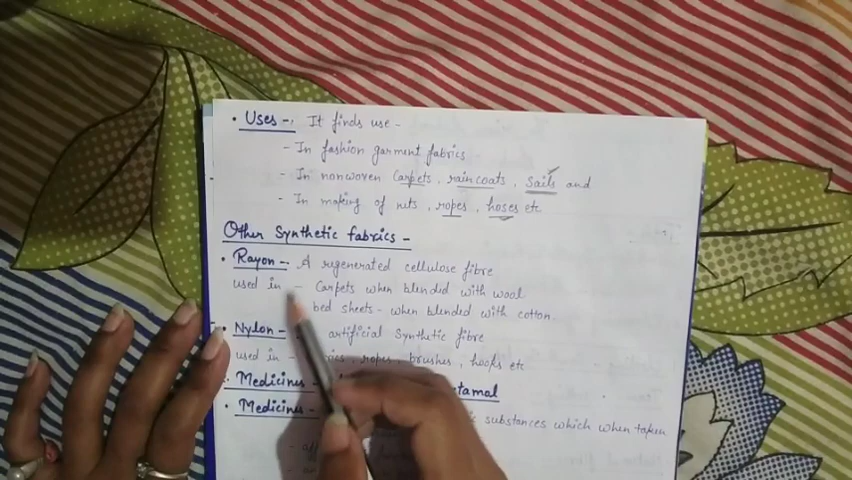 • Uses -. It finds use -
- In fashion garment fabrics
- In nonwoven Carpets, raincoats, Sails and
- In making of nets, ropes, hoses etc
Other Synthetic fabrics -
• Rayon -. A regenerated cellulose fibre
used in - Carpets when blended with wool
bed sheets - when blended with cotton
• Nylon - artificial Synthetic fibre
used in - ropes, brushes, hooks etc
• Medicines - tamal
• Medicines - substances which when taken